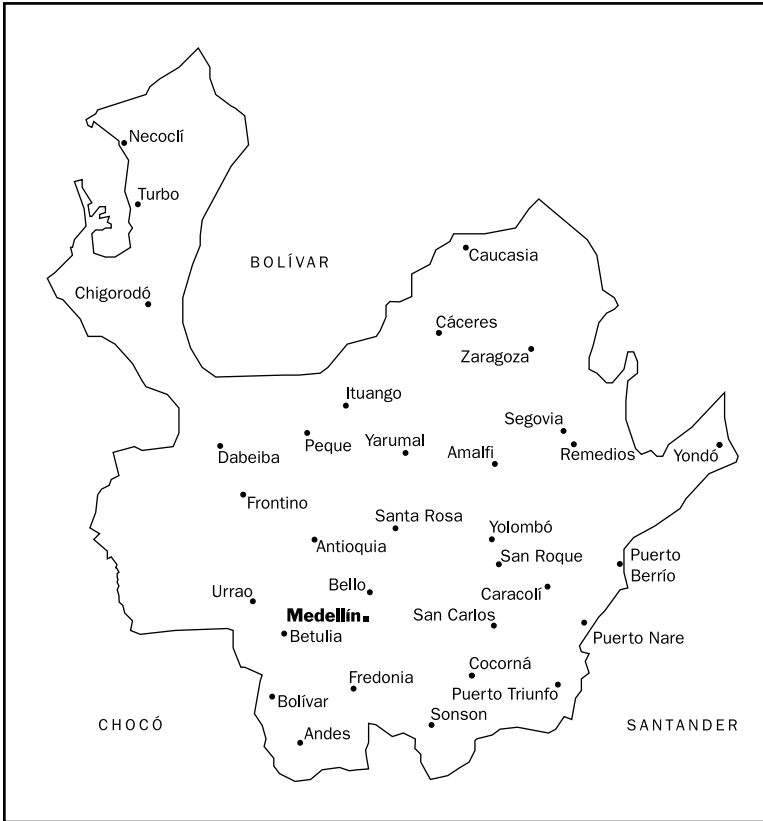 Necoclí
Turbo
BOLÍVAR
Caucasia
Chigorodó
Cáceres
Zaragoza
Ituango
Segovia
Peque
Yarumal
Dabeiba
Amalfi
Remedios
Yondó
Frontino
Santa Rosa
Yolombó
Antioquia
San Roque
Puerto
Berrío
Bello
Urrao
Caracolí
Medellín
San Carlos
Betulia
Puerto Nare
Cocorná
Fredonia
Puerto Triunfo
Bolívar
Sonson
CHOCÓ
SANTANDER
Andes